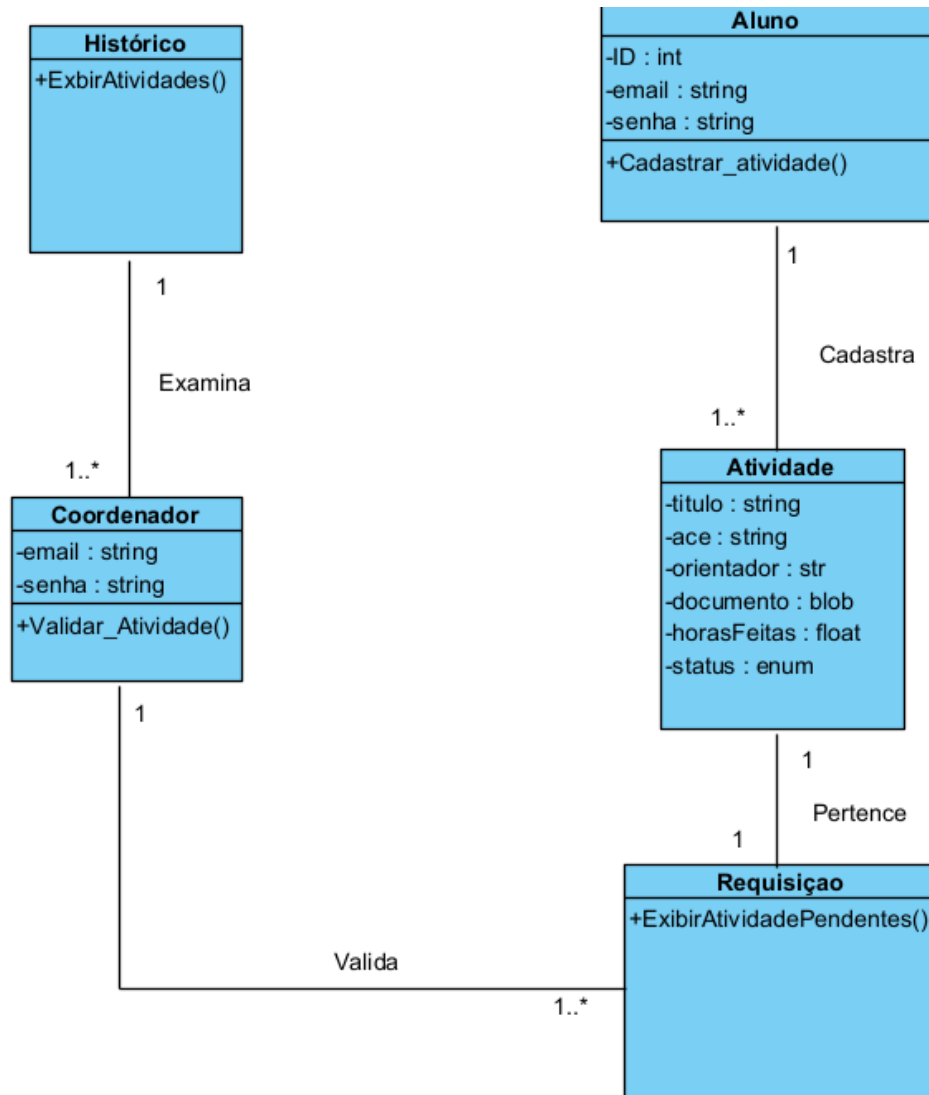 Histórico
+ExbirAtividades()
Aluno
-ID : int
-email : string
-senha : string
+Cadastrar_atividade()
1
Examina
1..*
1
Cadastra
1..*
Coordenador
-email : string
-senha : string
+Validar_Atividade()
Atividade
-titulo : string
-ace : string
-orientador : str
-documento : blob
-horasFeitas : float
-status : enum
1
Valida
1..*
1
Pertence
1
Requisiçao
+ExibirAtividadePendentes()